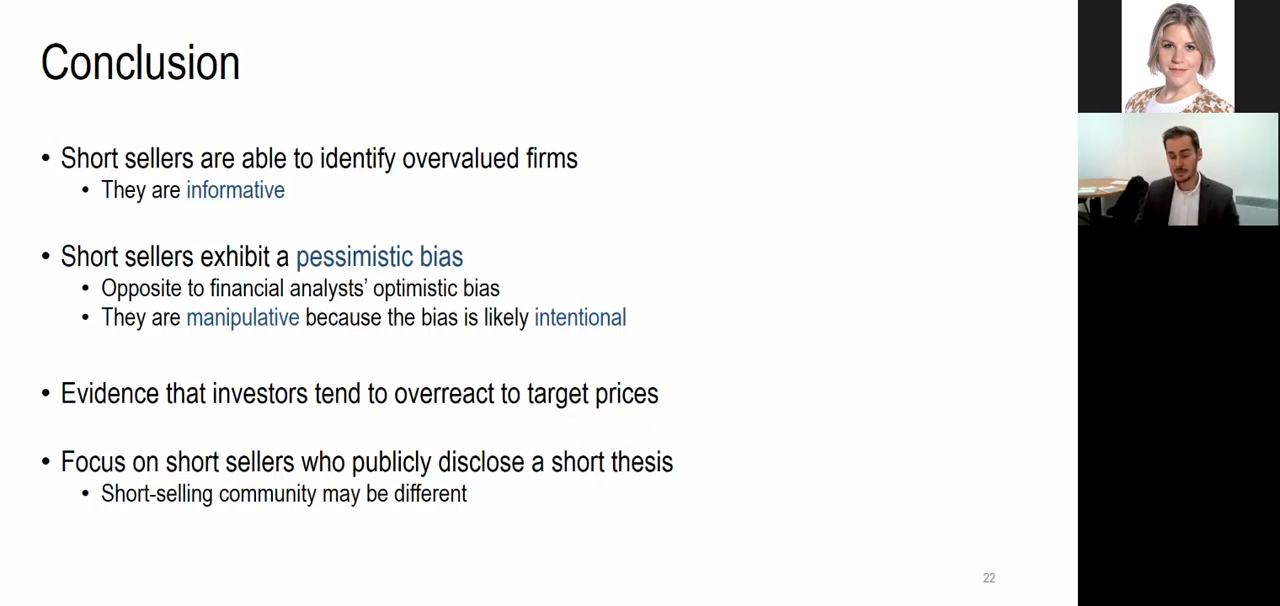 Conclusion
• Short sellers are able to identify overvalued firms
• They are informative
• Short sellers exhibit a pessimistic bias
• Opposite to financial analysts’ optimistic bias
• They are manipulative because the bias is likely intentional
• Evidence that investors tend to overreact to target prices
• Focus on short sellers who publicly disclose a short thesis
• Short-selling community may be different
22